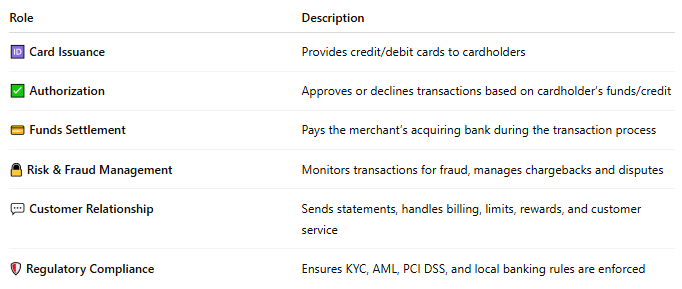 Role Description
🆔 Card Issuance Provides credit/debit cards to cardholders
✅ Authorization Approves or declines transactions based on cardholder’s funds/credit
💳 Funds Settlement Pays the merchant’s acquiring bank during the transaction process
🔒 Risk & Fraud Management Monitors transactions for fraud, manages chargebacks and disputes
💬 Customer Relationship Sends statements, handles billing, limits, rewards, and customer
service
🛡️ Regulatory Compliance Ensures KYC, AML, PCI DSS, and local banking rules are enforced